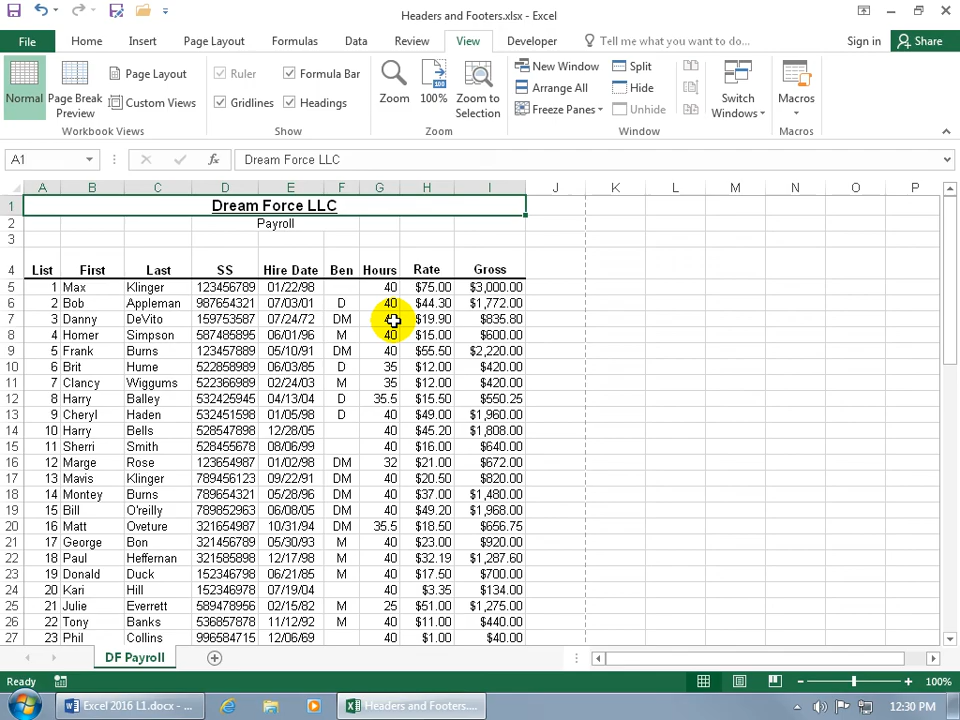 Headers and Footers.xlsx - Excel
File Home Insert Page Layout Formulas Data Review View Developer Tell me what you want to do... Sign in Share
Normal Page Break Preview Page Layout Custom Views
Workbook Views
Ruler Formula Bar
Gridlines Headings
Show
Zoom 100% Zoom to Selection
Zoom
New Window Split
Arrange All Hide
Freeze Panes Unhide
Switch Windows
Window
Macros
Macros
A1 fx Dream Force LLC
A B C D E F G H I J K L M N O P
1 Dream Force LLC
2 Payroll
3
4 List First Last SS Hire Date Ben Hours Rate Gross
5 1 Max Klinger 123456789 01/22/98 40 $75.00 $3,000.00
6 2 Bob Appleman 987654321 07/03/01 D 40 $44.30 $1,772.00
7 3 Danny DeVito 159753587 07/24/72 DM $19.90 $835.80
8 4 Homer Simpson 587485895 06/01/96 M 40 $15.00 $600.00
9 5 Frank Burns 123457889 05/10/91 DM 40 $55.50 $2,220.00
10 6 Brit Hume 522858989 06/03/85 D 35 $12.00 $420.00
11 7 Clancy Wiggums 522366989 02/24/03 M 35 $12.00 $420.00
12 8 Harry Balley 532425945 04/13/04 D 35.5 $15.50 $550.25
13 9 Cheryl Haden 532451598 01/05/98 D 40 $49.00 $1,960.00
14 10 Harry Bells 528547898 12/28/05 40 $45.20 $1,808.00
15 11 Sherri Smith 528455678 08/06/99 40 $16.00 $640.00
16 12 Marge Rose 123654987 01/02/98 DM 32 $21.00 $672.00
17 13 Mavis Klinger 789456123 09/22/91 DM 40 $20.50 $820.00
18 14 Montey Burns 789654321 05/28/96 DM 40 $37.00 $1,480.00
19 15 Bill O'reilly 789852963 06/08/05 DM 40 $49.20 $1,968.00
20 16 Matt Oveture 321654987 10/31/94 DM 35.5 $18.50 $656.75
21 17 George Bon 321456789 05/30/93 M 40 $23.00 $920.00
22 18 Paul Heffernan 321585898 12/17/98 M 40 $32.19 $1,287.60
23 19 Donald Duck 152346798 06/21/85 M 40 $17.50 $700.00
24 20 Kari Hill 152346978 07/19/04 40 $3.35 $134.00
25 21 Julie Everrett 589478956 02/15/82 M 25 $51.00 $1,275.00
26 22 Tony Banks 536857878 11/12/92 M 40 $11.00 $440.00
27 23 Phil Collins 996584715 12/06/69 40 $1.00 $40.00
DF Payroll
Ready 100%
Excel 2016 L1.docx - ... Headers and Footers.... 12:30 PM